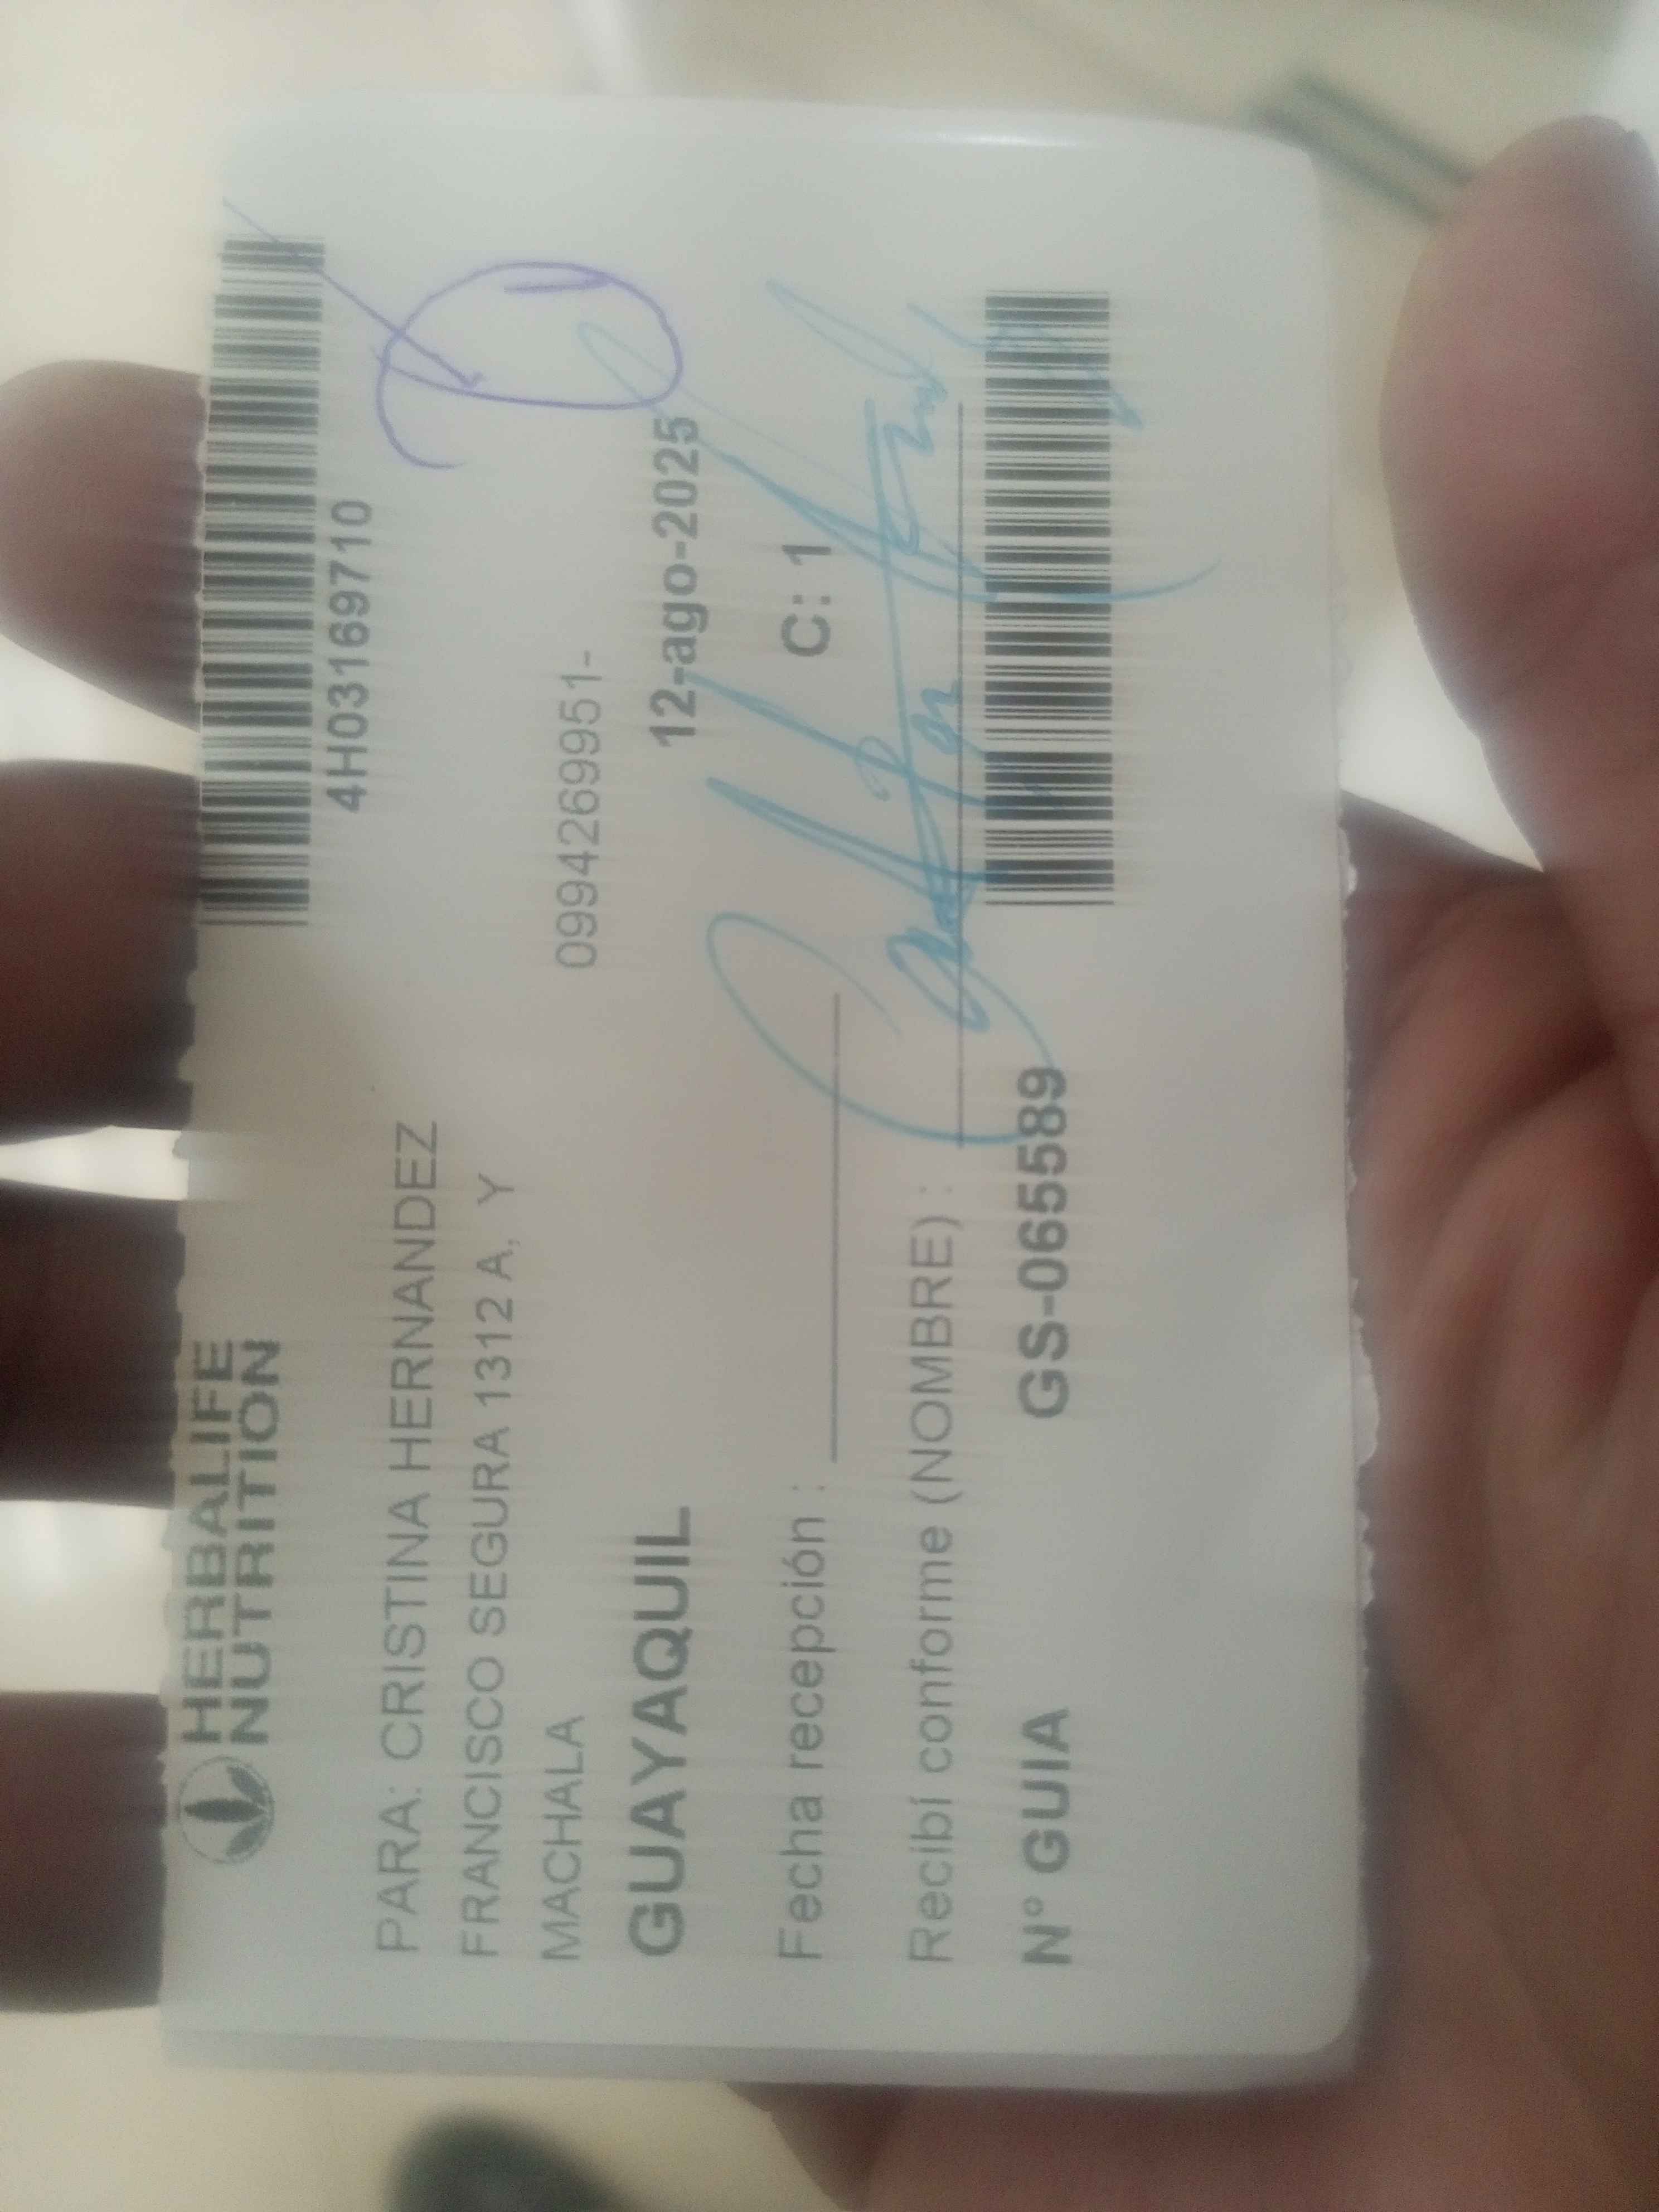 HERBALIFE
NUTRITION
4H03169710
PARA: CRISTINA HERNANDEZ
FRANCISCO SEGURA 1312 A, Y
MACHALA
0994269951-
GUAYAQUIL 12-ago-2025
Fecha recepción : C: 1
Recibí conforme (NOMBRE) :
N° GUIA GS-065589